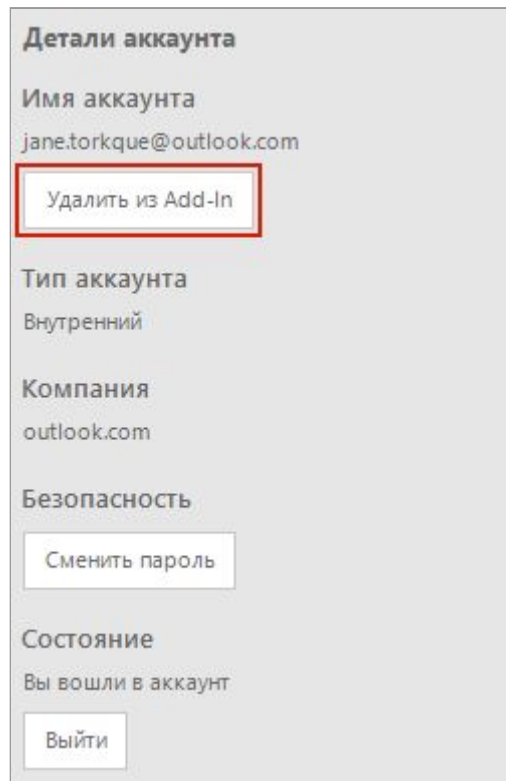 Детали аккаунта
Имя аккаунта
jane.torkque@outlook.com
Удалить из Add-In
Тип аккаунта
Внутренний
Компания
outlook.com
Безопасность
Сменить пароль
Состояние
Вы вошли в аккаунт
Выйти